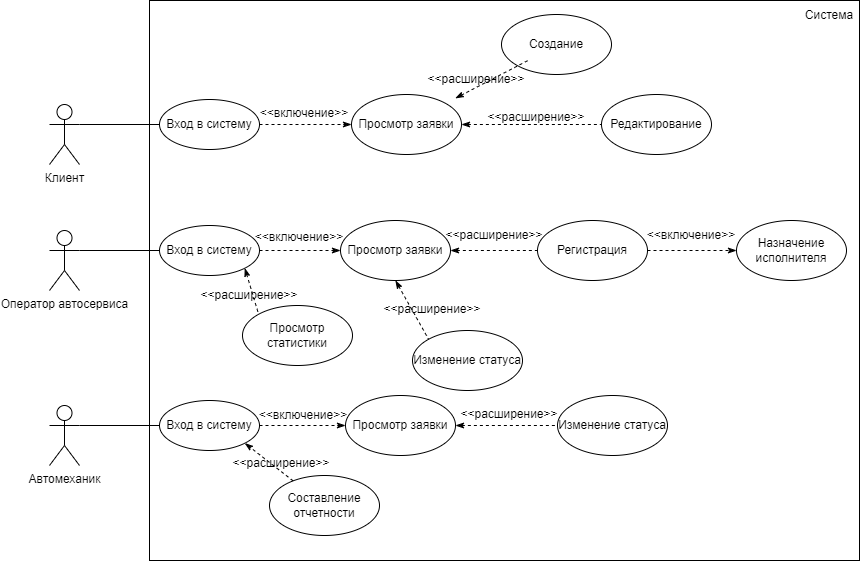 Система
Создание
<<расширение>>
Вход в систему
<<включение>>
Просмотр заявки
<<расширение>>
Редактирование
Клиент
Вход в систему
<<включение>>
Просмотр заявки
<<расширение>>
Регистрация
<<включение>>
Назначение
исполнителя
Оператор автосервиса
<<расширение>>
<<расширение>>
Просмотр
статистики
Изменение статуса
Вход в систему
<<включение>>
Просмотр заявки
<<расширение>>
Изменение статуса
Автомеханик
<<расширение>>
Составление
отчетности